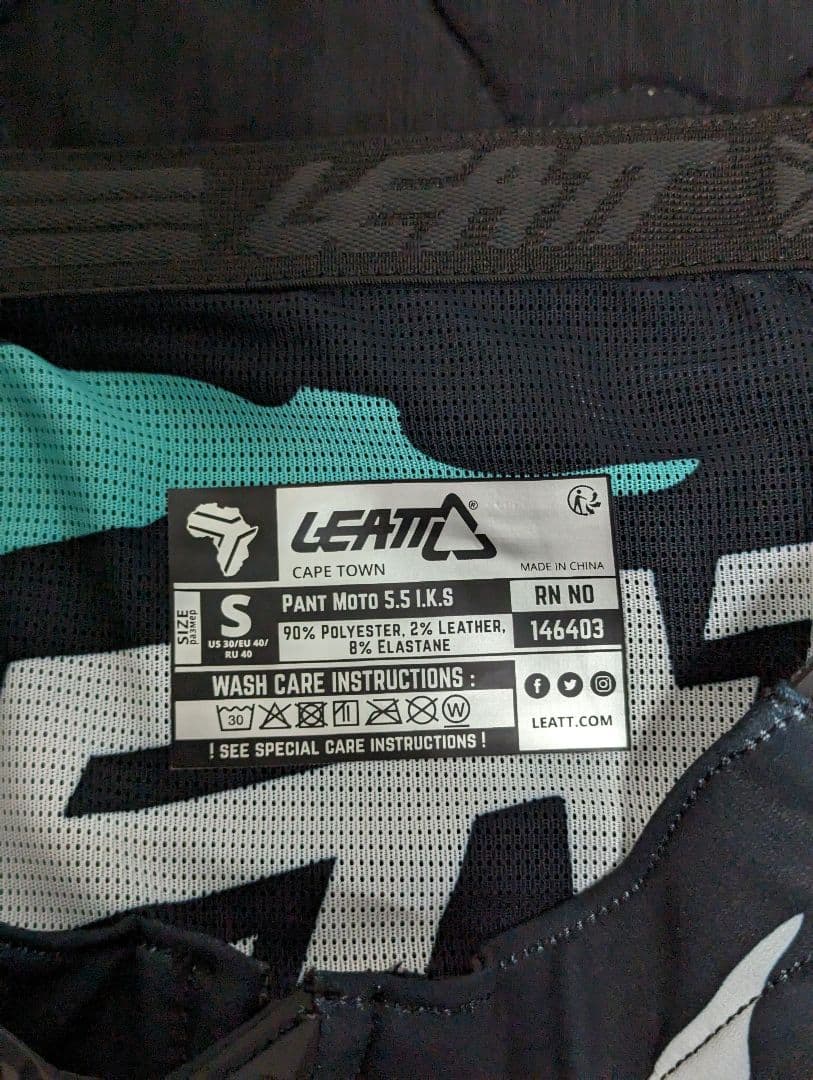 LEATT
LEATT®
CAPE TOWN
MADE IN CHINA
SIZE
размер
S
US 30/EU 40/
RU 40
PANT MOTO 5.5 I.K.S
RN NO
90% POLYESTER, 2% LEATHER,
8% ELASTANE
146403
WASH CARE INSTRUCTIONS :
30
W
! SEE SPECIAL CARE INSTRUCTIONS !
LEATT.COM